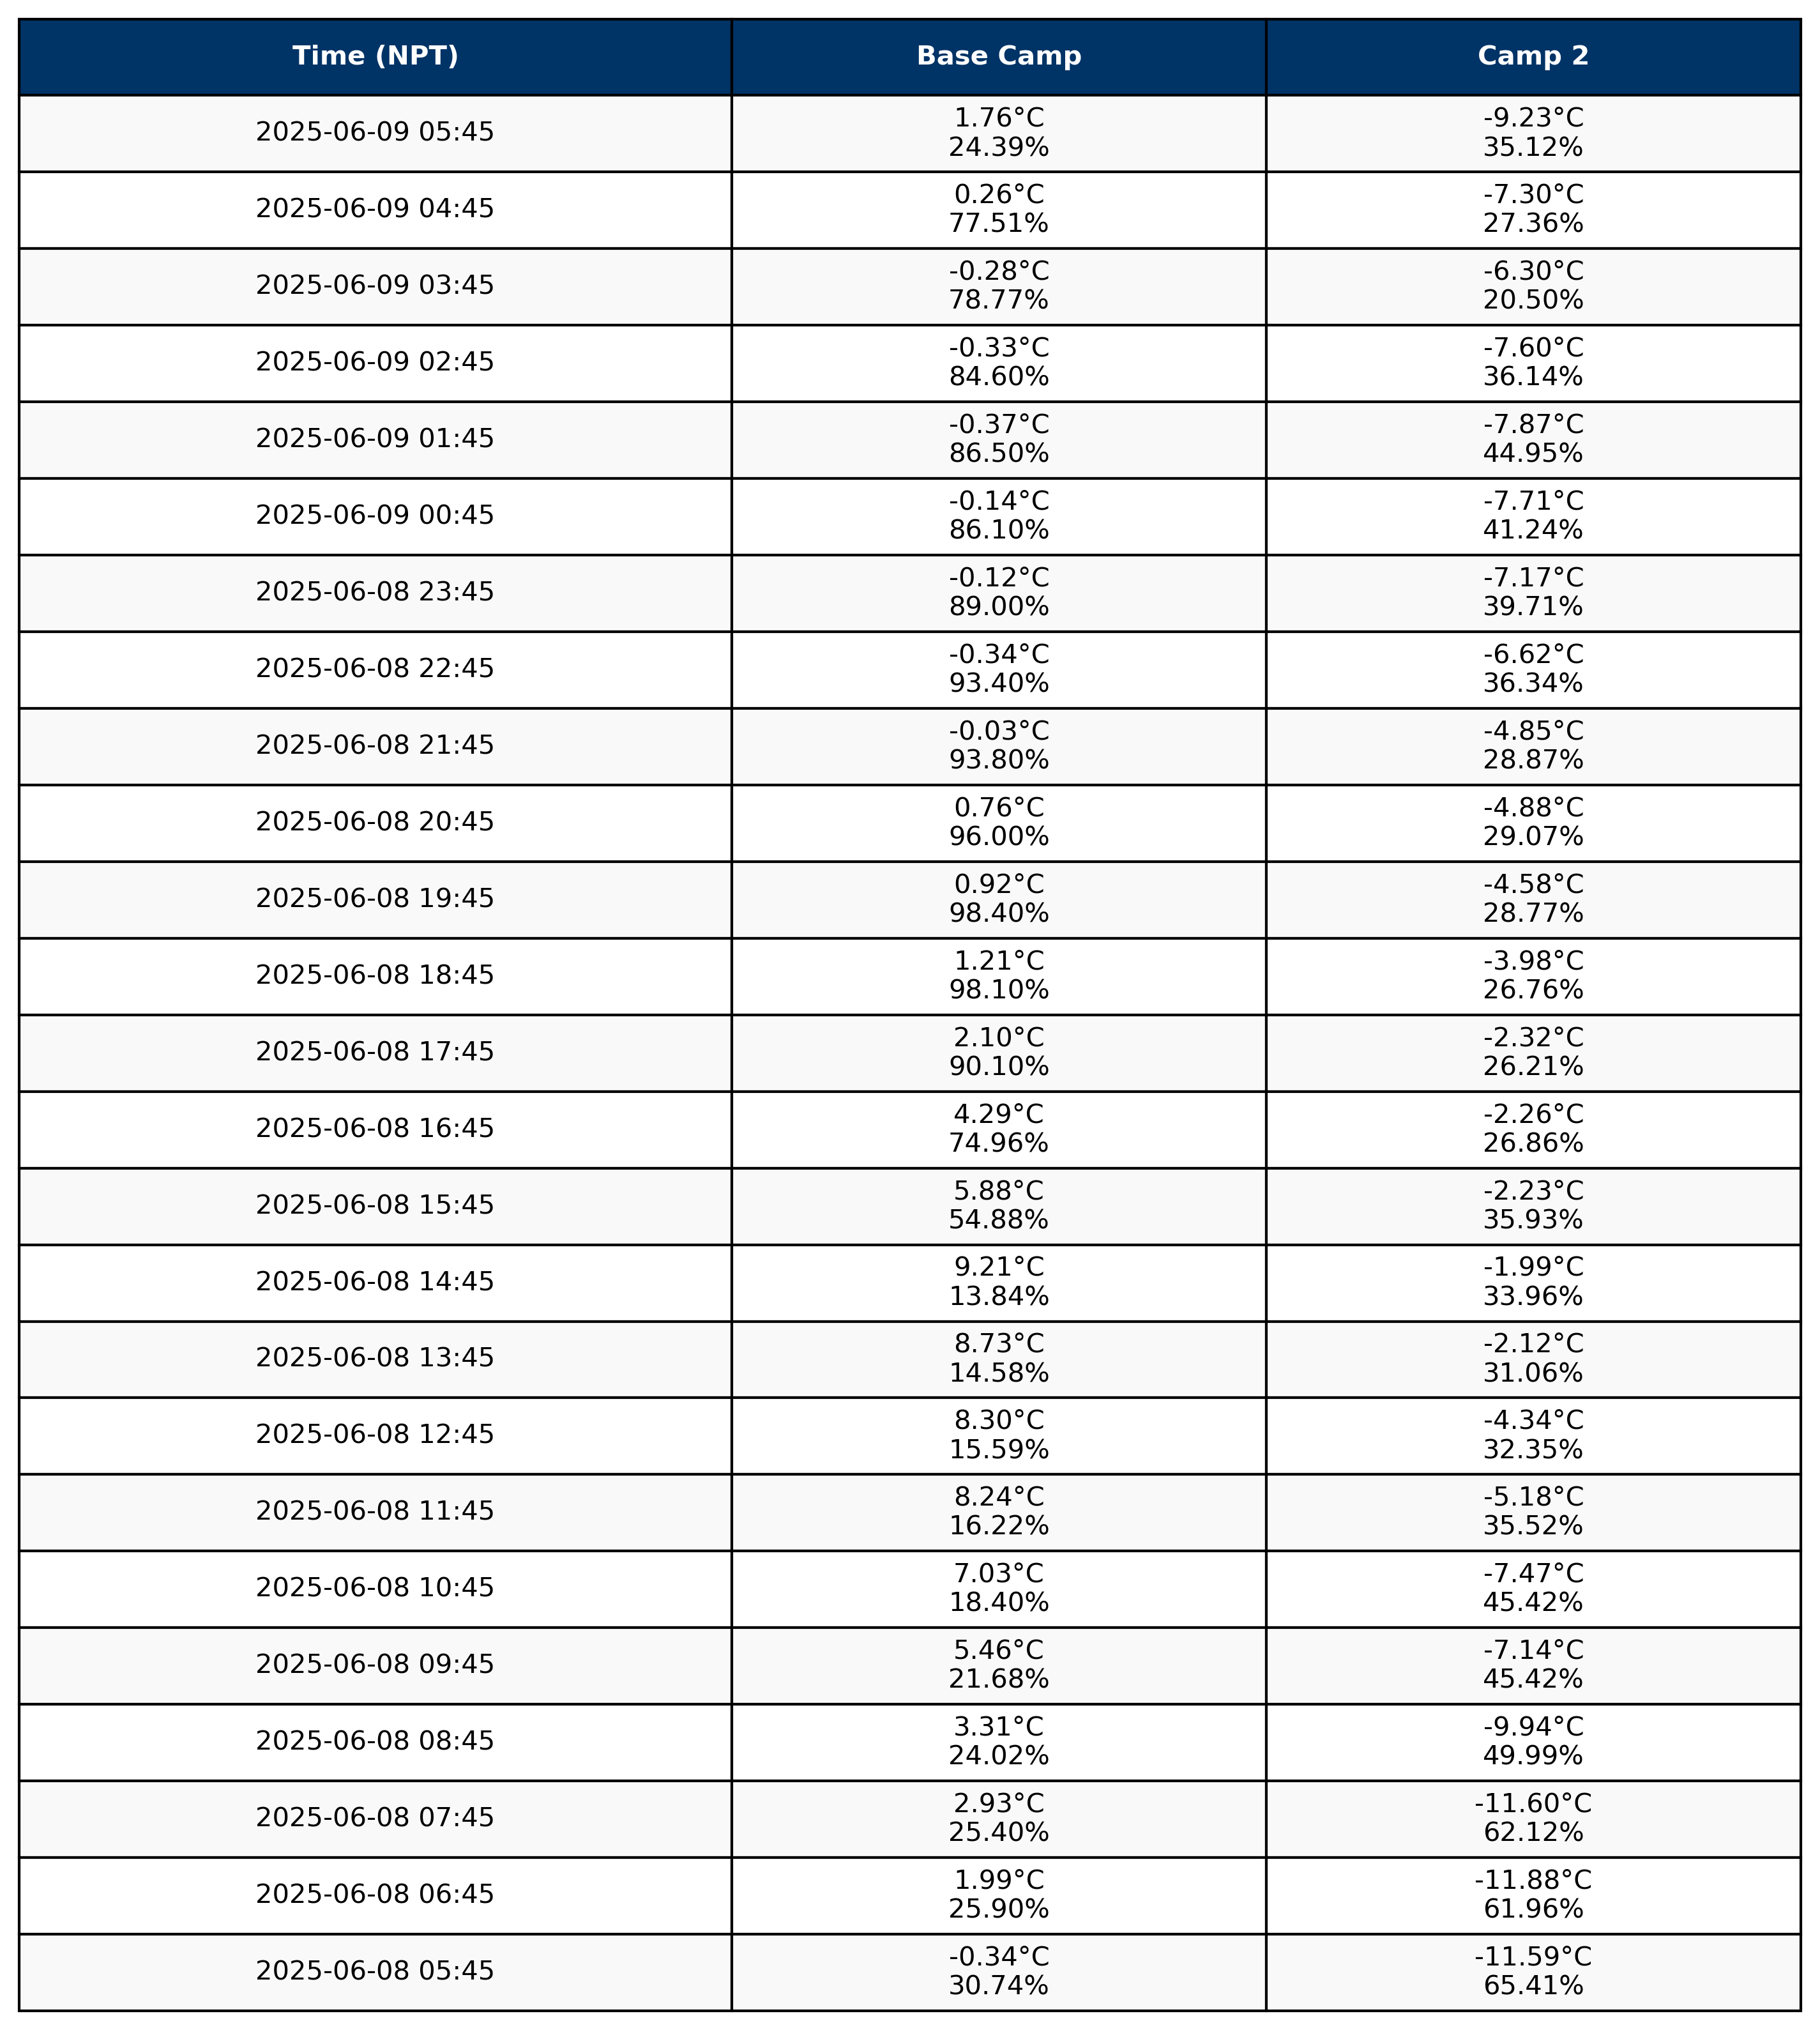 Time (NPT) Base Camp Camp 2
2025-06-09 05:45 1.76°C -9.23°C
24.39% 35.12%
2025-06-09 04:45 0.26°C -7.30°C
77.51% 27.36%
2025-06-09 03:45 -0.28°C -6.30°C
78.77% 20.50%
2025-06-09 02:45 -0.33°C -7.60°C
84.60% 36.14%
2025-06-09 01:45 -0.37°C -7.87°C
86.50% 44.95%
2025-06-09 00:45 -0.14°C -7.71°C
86.10% 41.24%
2025-06-08 23:45 -0.12°C -7.17°C
89.00% 39.71%
2025-06-08 22:45 -0.34°C -6.62°C
93.40% 36.34%
2025-06-08 21:45 -0.03°C -4.85°C
93.80% 28.87%
2025-06-08 20:45 0.76°C -4.88°C
96.00% 29.07%
2025-06-08 19:45 0.92°C -4.58°C
98.40% 28.77%
2025-06-08 18:45 1.21°C -3.98°C
98.10% 26.76%
2025-06-08 17:45 2.10°C -2.32°C
90.10% 26.21%
2025-06-08 16:45 4.29°C -2.26°C
74.96% 26.86%
2025-06-08 15:45 5.88°C -2.23°C
54.88% 35.93%
2025-06-08 14:45 9.21°C -1.99°C
13.84% 33.96%
2025-06-08 13:45 8.73°C -2.12°C
14.58% 31.06%
2025-06-08 12:45 8.30°C -4.34°C
15.59% 32.35%
2025-06-08 11:45 8.24°C -5.18°C
16.22% 35.52%
2025-06-08 10:45 7.03°C -7.47°C
18.40% 45.42%
2025-06-08 09:45 5.46°C -7.14°C
21.68% 45.42%
2025-06-08 08:45 3.31°C -9.94°C
24.02% 49.99%
2025-06-08 07:45 2.93°C -11.60°C
25.40% 62.12%
2025-06-08 06:45 1.99°C -11.88°C
25.90% 61.96%
2025-06-08 05:45 -0.34°C -11.59°C
30.74% 65.41%